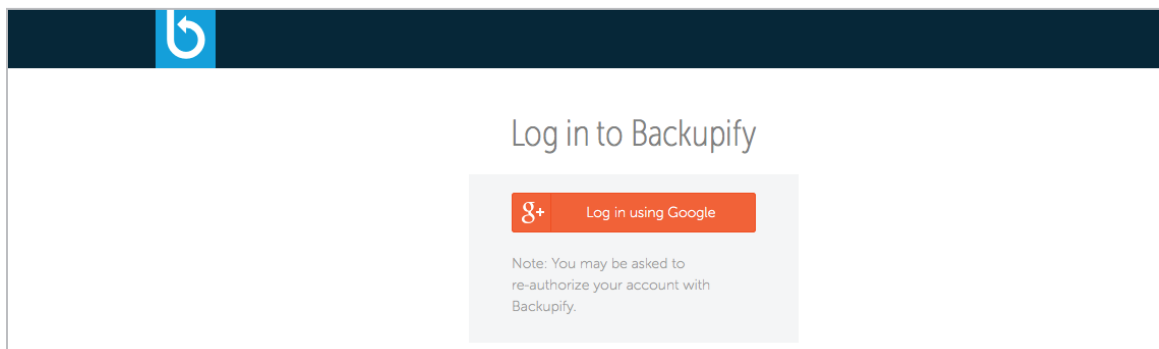 Log in to Backupify
g+ Log in using Google
Note: You may be asked to
re-authorize your account with
Backupify.